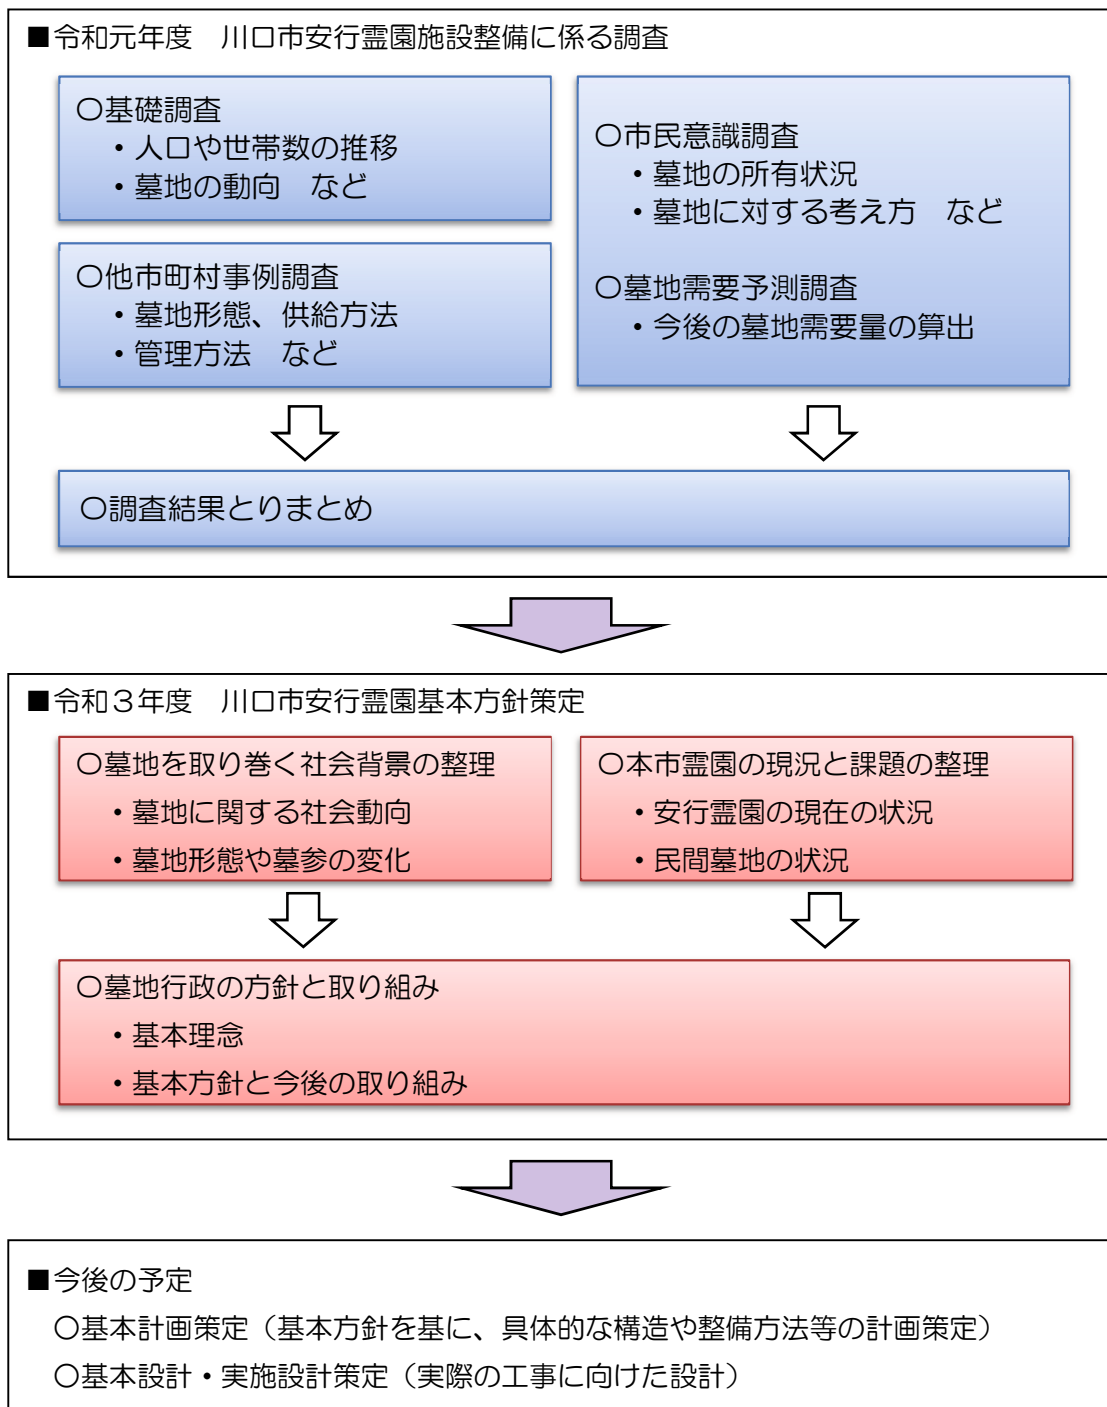 ■令和元年度　川口市安行霊園施設整備に係る調査
〇基礎調査
・人口や世帯数の推移
・墓地の動向　など
〇他市町村事例調査
・墓地形態、供給方法
・管理方法　など
〇市民意識調査
・墓地の所有状況
・墓地に対する考え方　など
〇墓地需要予測調査
・今後の墓地需要量の算出
〇調査結果とりまとめ
■令和３年度　川口市安行霊園基本方針策定
〇墓地を取り巻く社会背景の整理
・墓地に関する社会動向
・墓地形態や墓参の変化
〇本市霊園の現況と課題の整理
・安行霊園の現在の状況
・民間墓地の状況
〇墓地行政の方針と取り組み
・基本理念
・基本方針と今後の取り組み
■今後の予定
〇基本計画策定（基本方針を基に、具体的な構造や整備方法等の計画策定）
〇基本設計・実施設計策定（実際の工事に向けた設計）